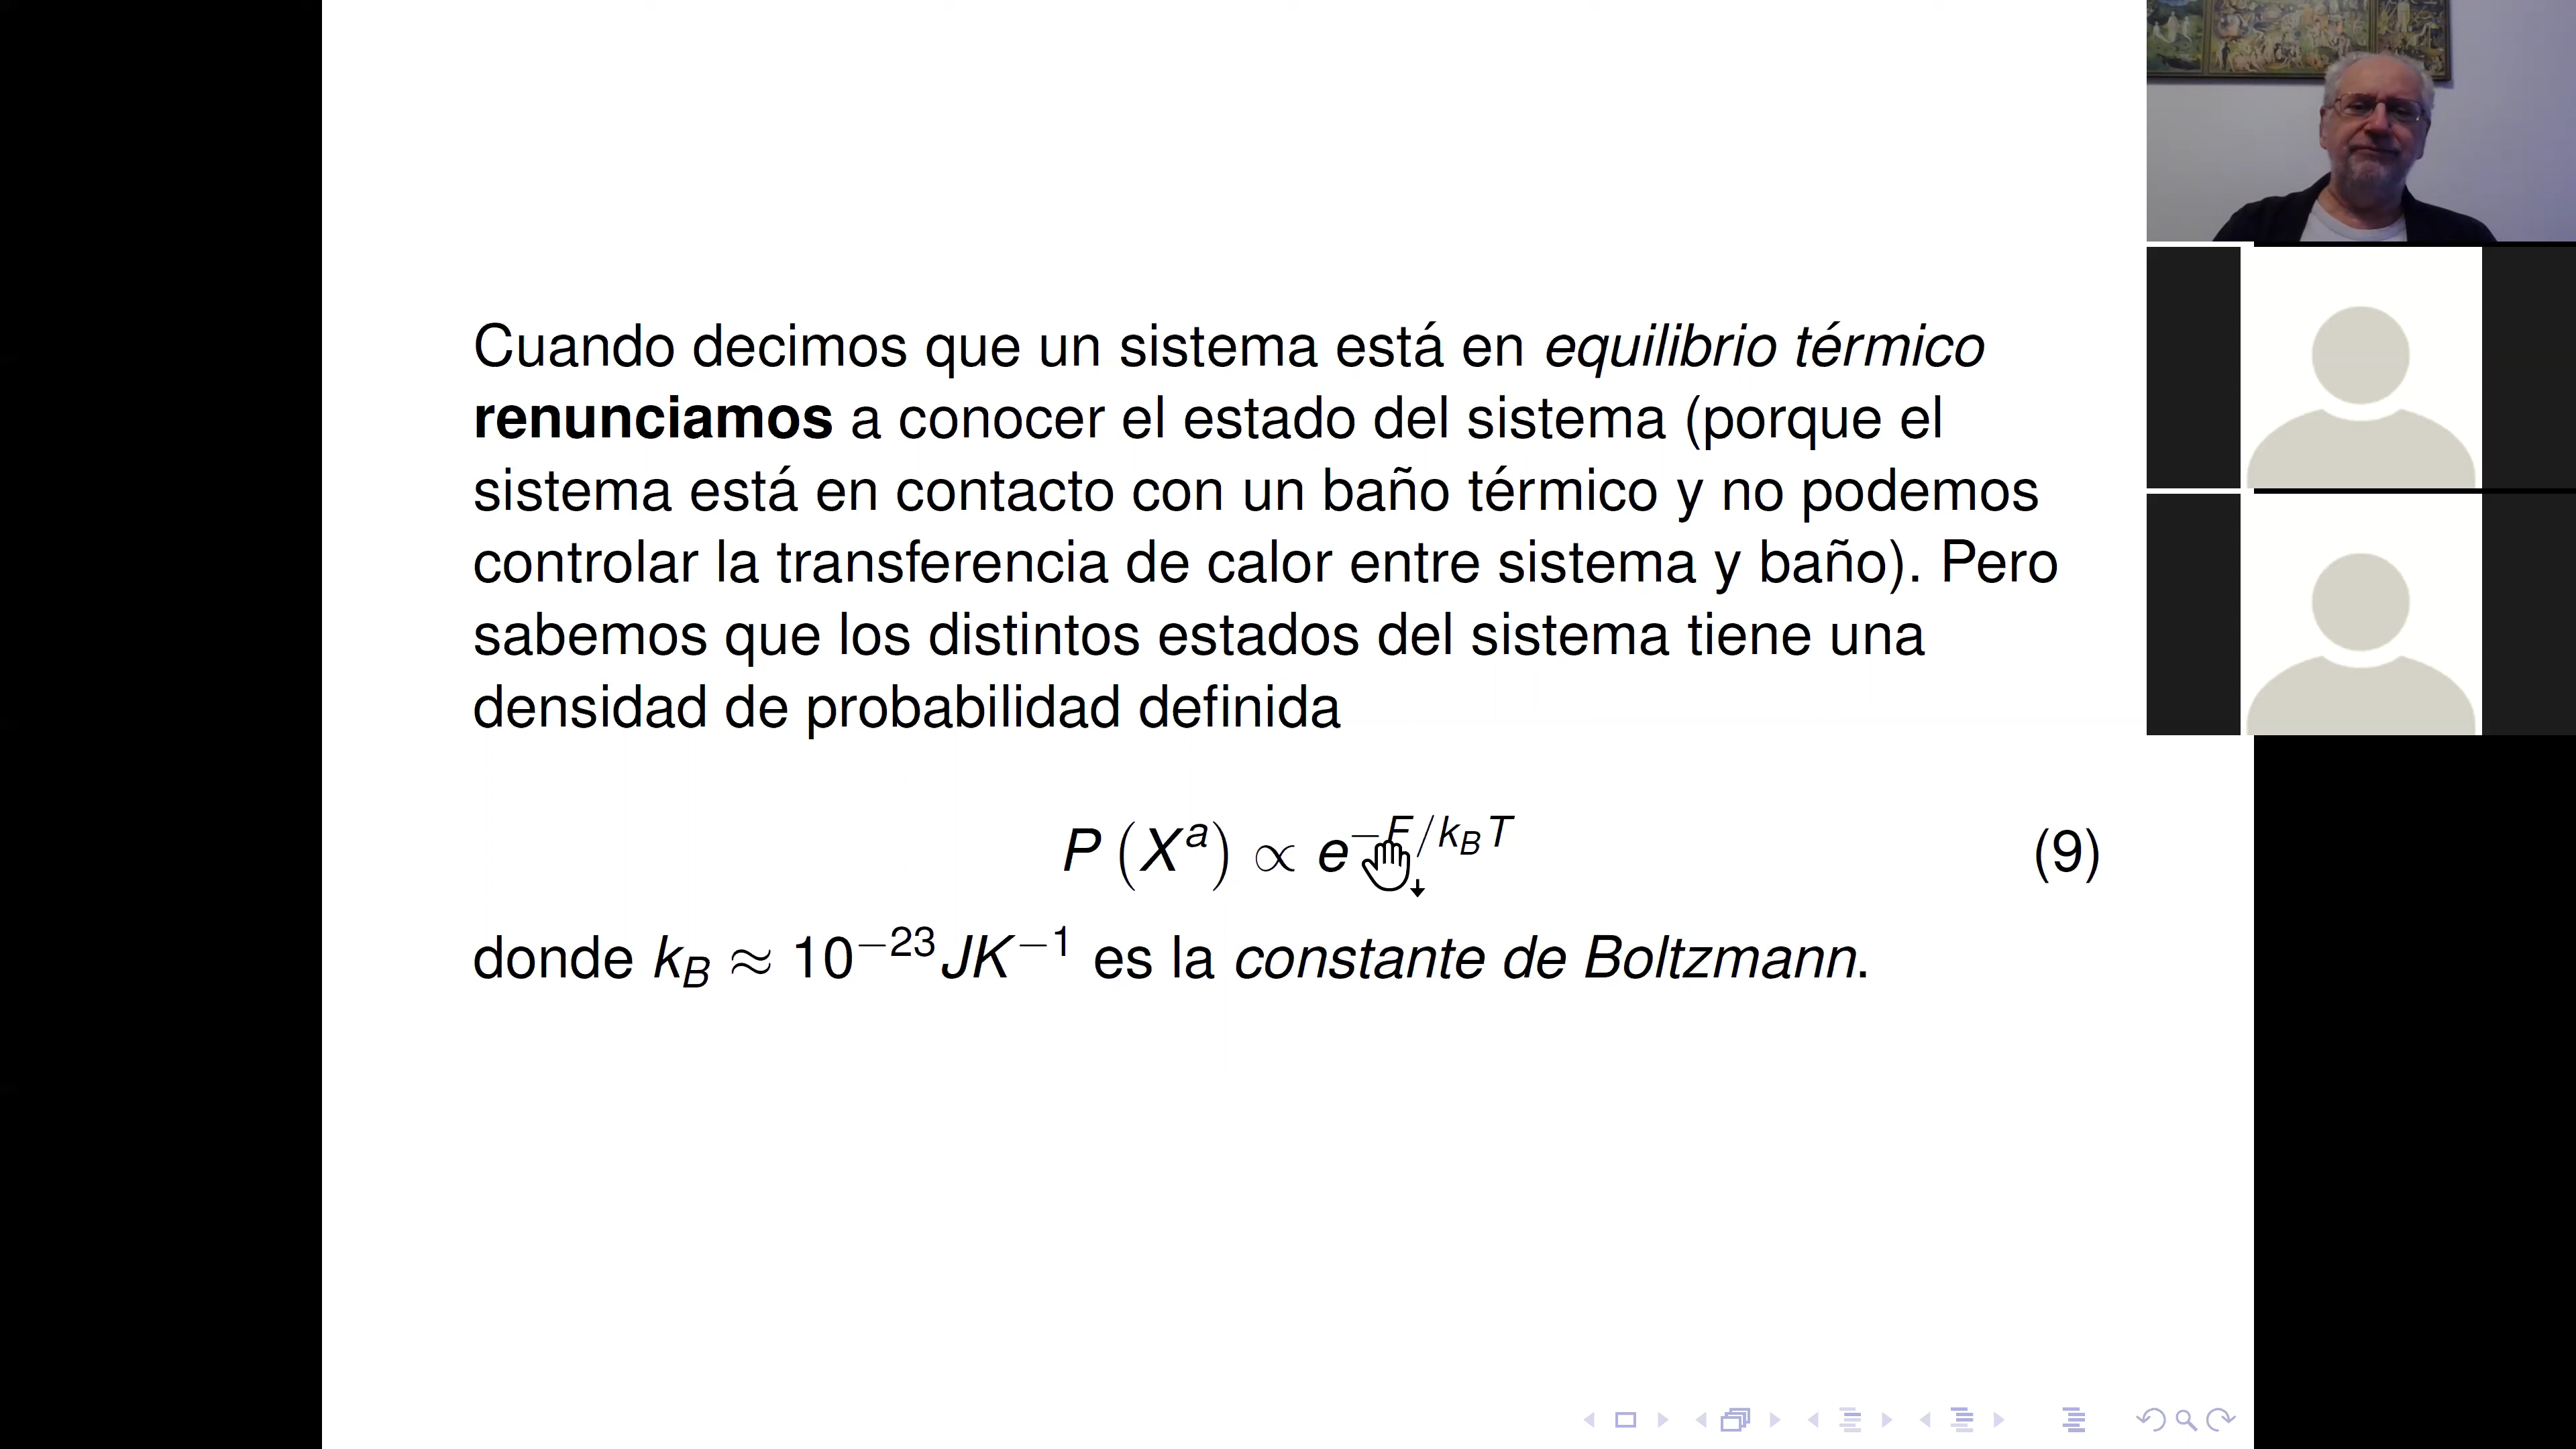 Cuando decimos que un sistema está en equilibrio térmico
renunciamos a conocer el estado del sistema (porque el
sistema está en contacto con un baño térmico y no podemos
controlar la transferencia de calor entre sistema y baño). Pero
sabemos que los distintos estados del sistema tiene una
densidad de probabilidad definida
P (X^a) ∝ e^{−F/k_B T} (9)
donde k_B ≈ 10^{−23} JK^{−1} es la constante de Boltzmann.